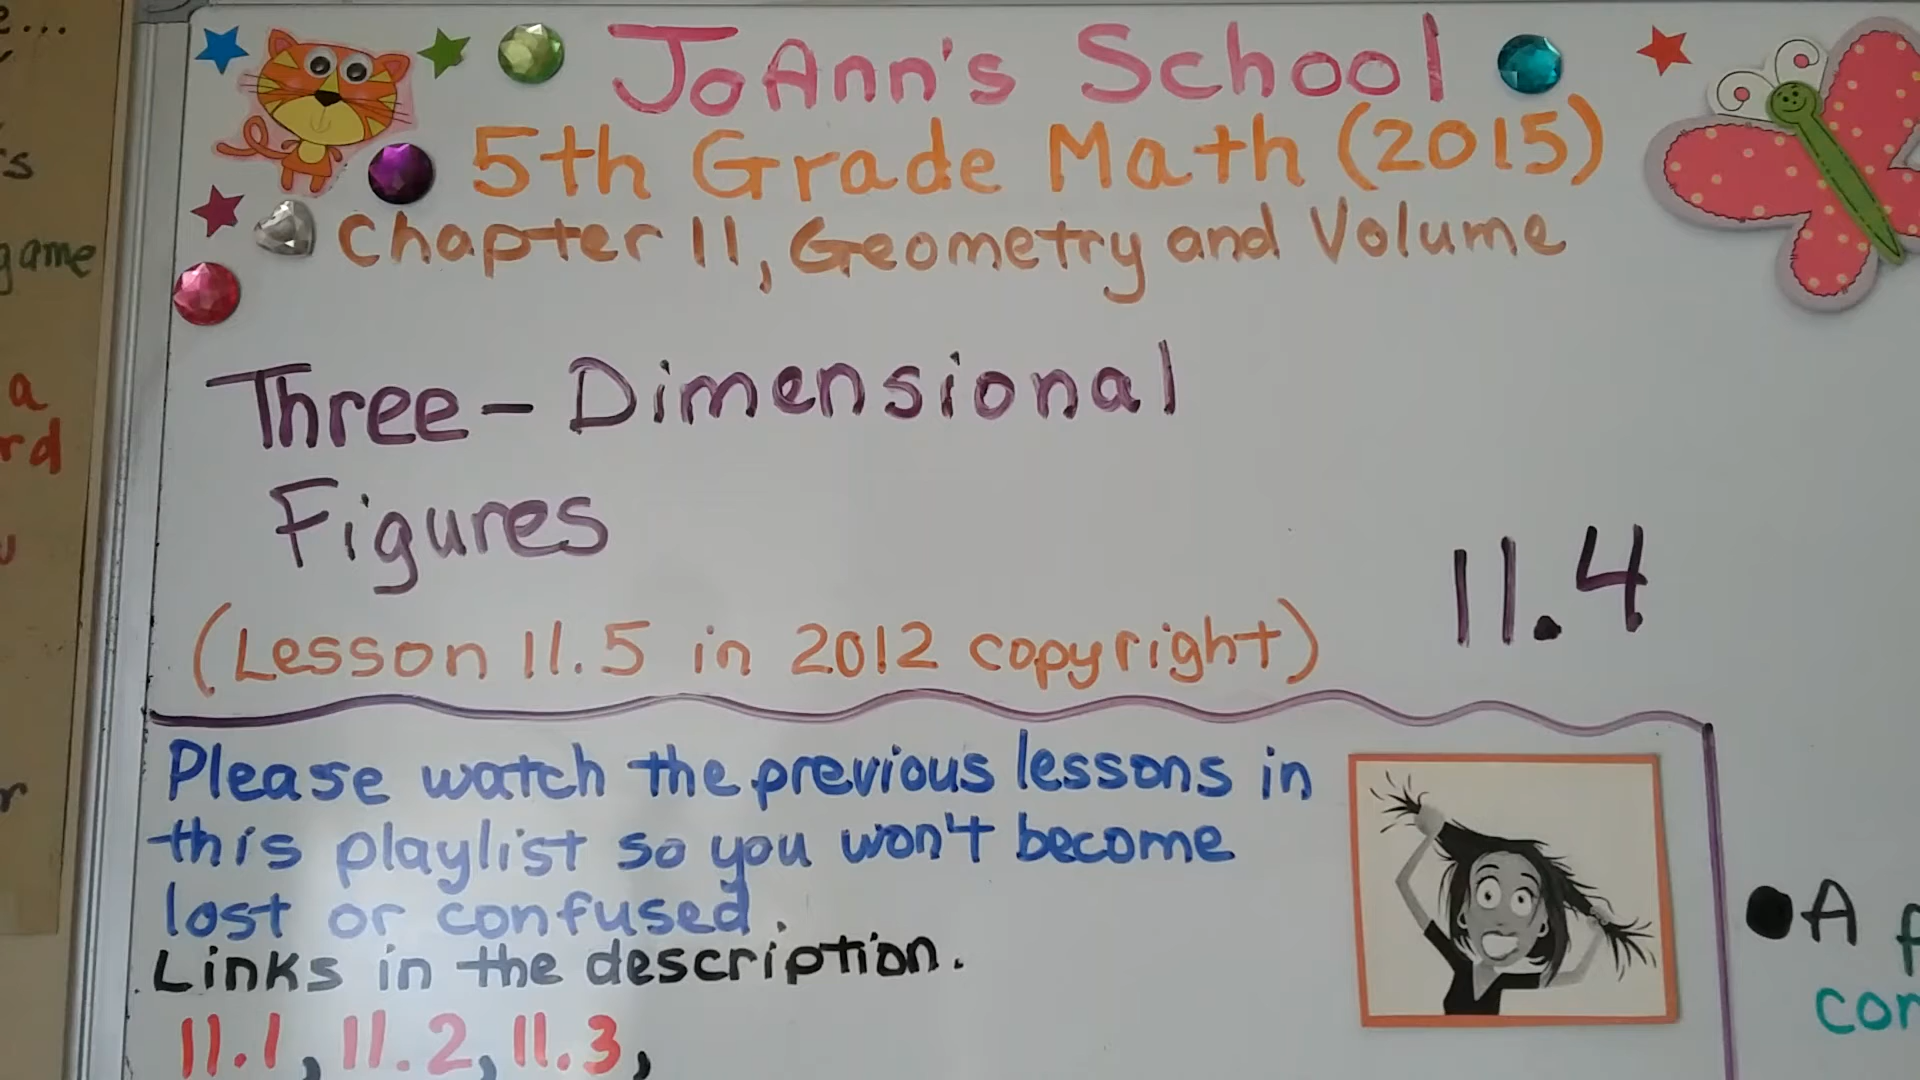 JoAnn's School
5th Grade Math (2015)
Chapter 11, Geometry and Volume
Three-Dimensional
Figures
11.4
(Lesson 11.5 in 2012 copyright)
Please watch the previous lessons in
this playlist so you won't become
lost or confused.
Links in the description.
11.1, 11.2, 11.3,
game
a
A